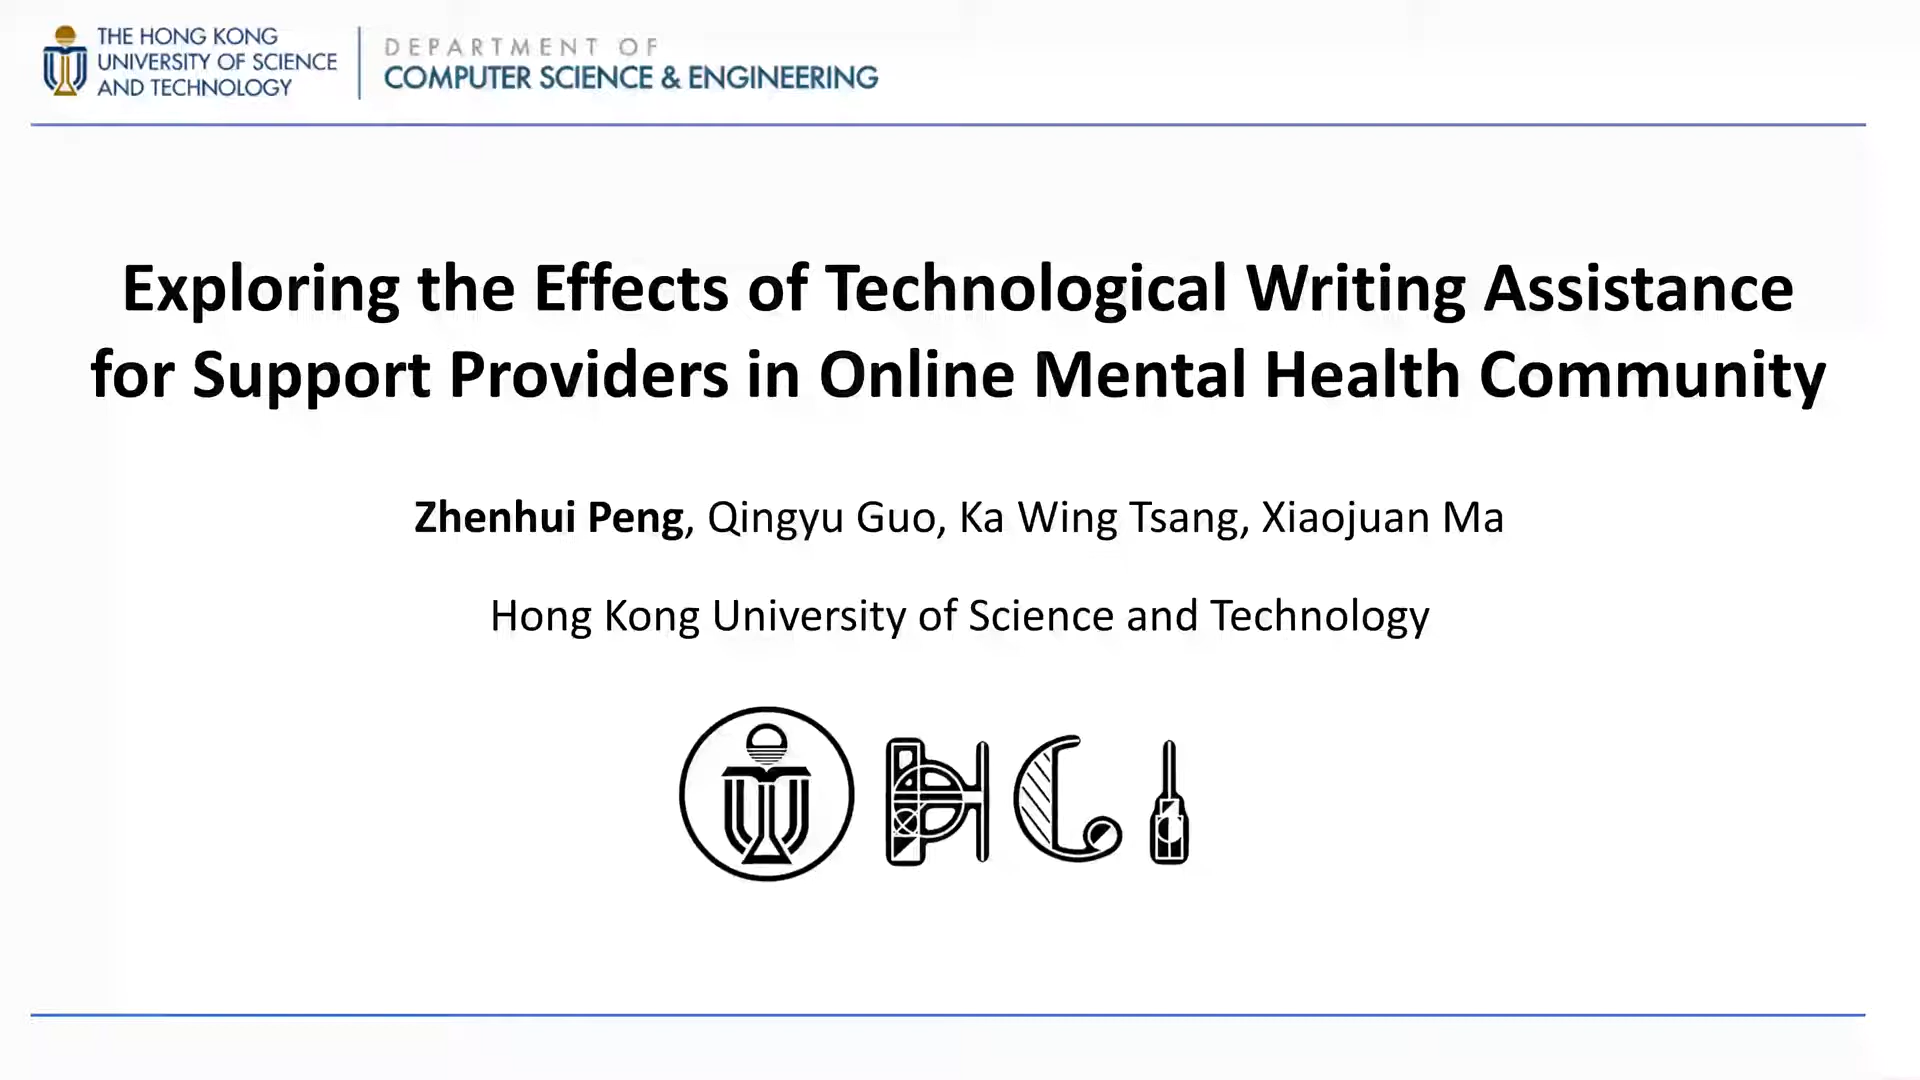 THE HONG KONG
UNIVERSITY OF SCIENCE
AND TECHNOLOGY
DEPARTMENT OF
COMPUTER SCIENCE & ENGINEERING
Exploring the Effects of Technological Writing Assistance
for Support Providers in Online Mental Health Community
Zhenhui Peng, Qingyu Guo, Ka Wing Tsang, Xiaojuan Ma
Hong Kong University of Science and Technology
HCI